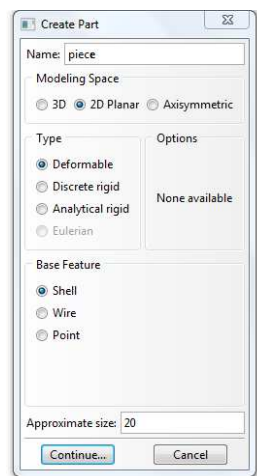 Create Part
Name: piece
Modeling Space
3D 2D Planar Axisymmetric
Type Options
Deformable
Discrete rigid
Analytical rigid
None available
Eulerian
Base Feature
Shell
Wire
Point
Approximate size: 20
Continue... Cancel